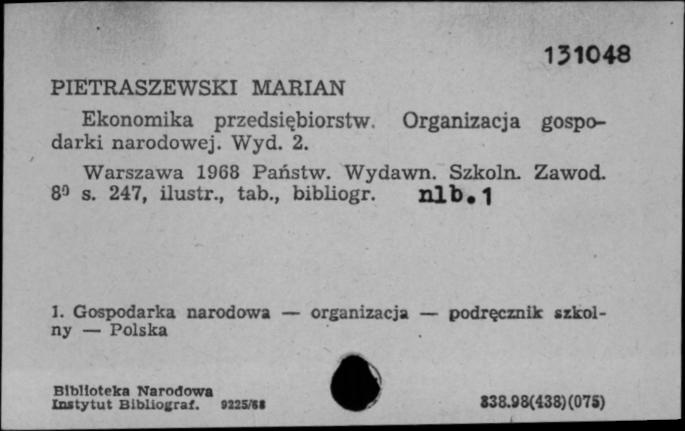 131048
PIETRASZEWSKI MARIAN
Ekonomika przedsiębiorstw. Organizacja gospo-
darki narodowej. Wyd. 2.
Warszawa 1968 Państw. Wydawn. Szkoln. Zawod.
8⁰ s. 247, ilustr., tab., bibliogr. nlb.1
1. Gospodarka narodowa — organizacja — podręcznik szkol-
ny — Polska
Biblioteka Narodowa
Instytut Bibliograf. 9225/68
338.98(438)(075)